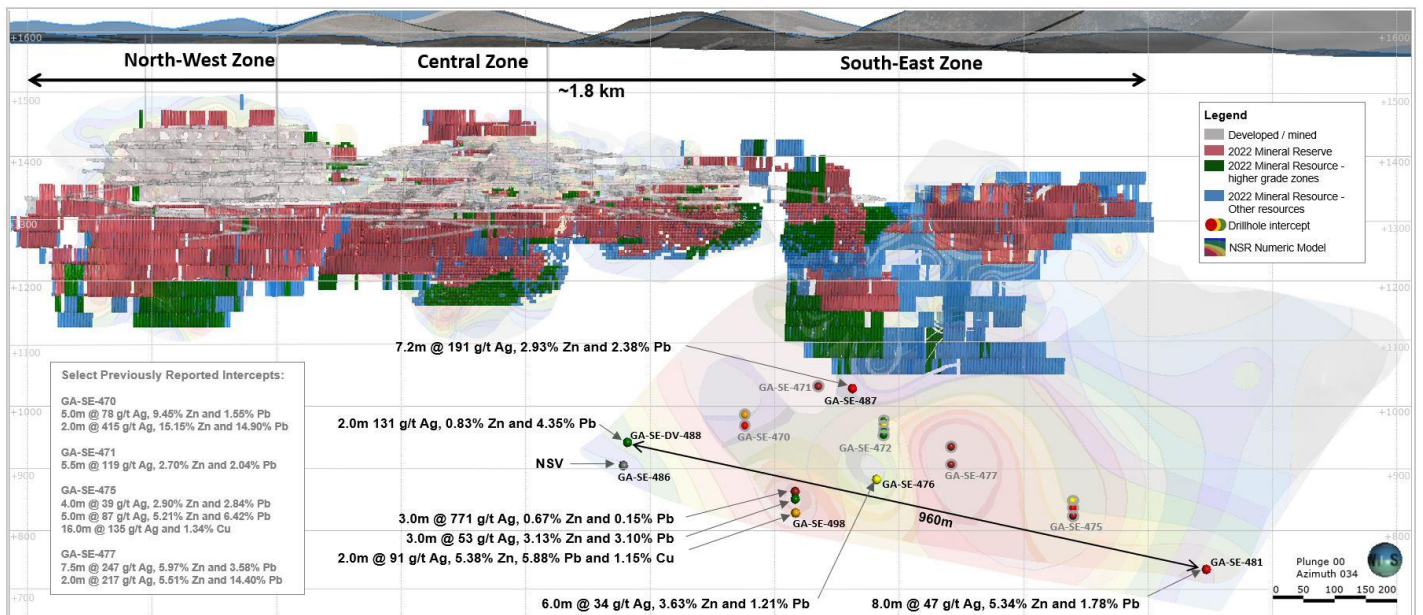 +1600
+1600
North-West Zone
Central Zone
South-East Zone
~1.8 km
+1500
+1500
+1400
+1400
+1300
+1300
+1200
+1200
+1100
+1100
+1000
+1000
+900
+900
+800
+800
+700
+700
Legend
Developed / mined
2022 Mineral Reserve
2022 Mineral Resource -
higher grade zones
2022 Mineral Resource -
Other resources
Drillhole intercept
NSR Numeric Model
7.2m @ 191 g/t Ag, 2.93% Zn and 2.38% Pb
GA-SE-471
GA-SE-487
2.0m 131 g/t Ag, 0.83% Zn and 4.35% Pb
GA-SE-DV-488
GA-SE-470
GA-SE-472
GA-SE-477
NSV
GA-SE-486
GA-SE-476
3.0m @ 771 g/t Ag, 0.67% Zn and 0.15% Pb
3.0m @ 53 g/t Ag, 3.13% Zn and 3.10% Pb
2.0m @ 91 g/t Ag, 5.38% Zn, 5.88% Pb and 1.15% Cu
GA-SE-498
960m
GA-SE-475
GA-SE-481
6.0m @ 34 g/t Ag, 3.63% Zn and 1.21% Pb
8.0m @ 47 g/t Ag, 5.34% Zn and 1.78% Pb
Select Previously Reported Intercepts:
GA-SE-470
5.0m @ 78 g/t Ag, 9.45% Zn and 1.55% Pb
2.0m @ 415 g/t Ag, 15.15% Zn and 14.90% Pb
GA-SE-471
5.5m @ 119 g/t Ag, 2.70% Zn and 2.04% Pb
GA-SE-475
4.0m @ 39 g/t Ag, 2.90% Zn and 2.84% Pb
5.0m @ 87 g/t Ag, 5.21% Zn and 6.42% Pb
16.0m @ 135 g/t Ag and 1.34% Cu
GA-SE-477
7.5m @ 247 g/t Ag, 5.97% Zn and 3.58% Pb
2.0m @ 217 g/t Ag, 5.51% Zn and 14.40% Pb
Plunge 00
Azimuth 034
0 50 100 150 200